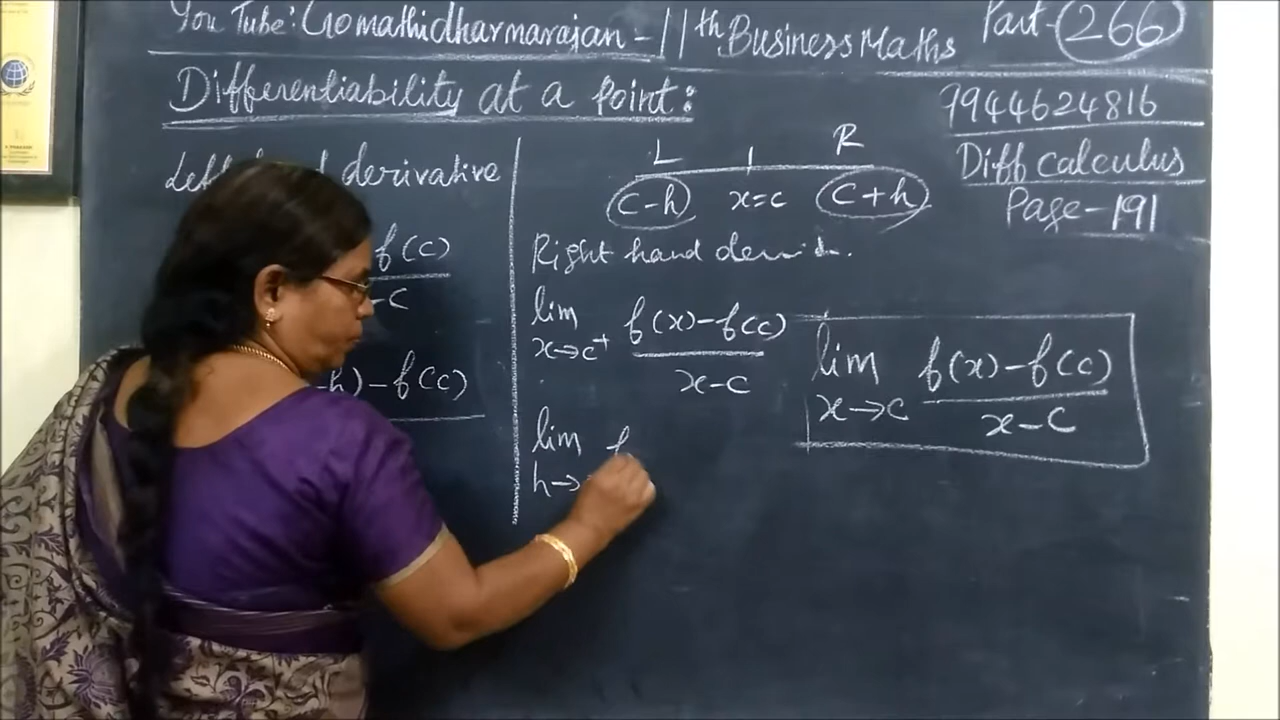 You Tube: Gomathidharmarajan - 11th Business Maths Part-266
Differentiability at a point:
9944624816
Diff calculus
Page-191
derivative
f(c)
-c
-h)-f(c)
L R
c-h x=c c+h
Right hand
lim f(x)-f(c)
x→c+ x-c
lim f
h→
lim f(x)-f(c)
x→c x-c